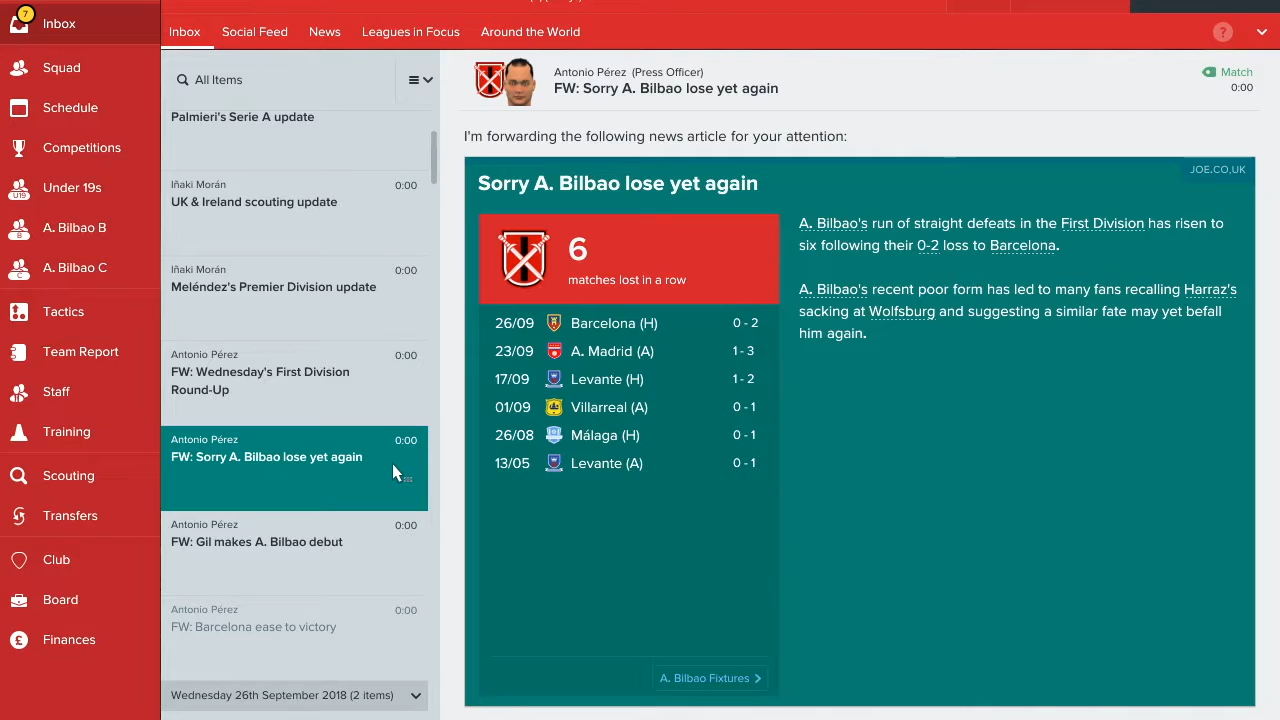 7
Inbox
Squad
Schedule
Competitions
U19
Under 19s
B
A. Bilbao B
C
A. Bilbao C
Tactics
Team Report
Staff
Training
Scouting
Transfers
Club
Board
£
Finances
Inbox
Social Feed
News
Leagues in Focus
Around the World
?
All Items
Palmieri's Serie A update
Iñaki Morán
0:00
UK & Ireland scouting update
Iñaki Morán
0:00
Meléndez's Premier Division update
Antonio Pérez
0:00
FW: Wednesday's First Division
Round-Up
Antonio Pérez
0:00
FW: Sorry A. Bilbao lose yet again
Antonio Pérez
0:00
FW: Gil makes A. Bilbao debut
Antonio Pérez
0:00
FW: Barcelona ease to victory
Wednesday 26th September 2018 (2 items)
Antonio Pérez (Press Officer)
FW: Sorry A. Bilbao lose yet again
Match
0:00
I'm forwarding the following news article for your attention:
JOE.CO,UK
Sorry A. Bilbao lose yet again
6
matches lost in a row
26/09 Barcelona (H) 0 - 2
23/09 A. Madrid (A) 1 - 3
17/09 Levante (H) 1 - 2
01/09 Villarreal (A) 0 - 1
26/08 Málaga (H) 0 - 1
13/05 Levante (A) 0 - 1
A. Bilbao Fixtures
A. Bilbao's run of straight defeats in the First Division has risen to
six following their 0-2 loss to Barcelona.
A. Bilbao's recent poor form has led to many fans recalling Harraz's
sacking at Wolfsburg and suggesting a similar fate may yet befall
him again.